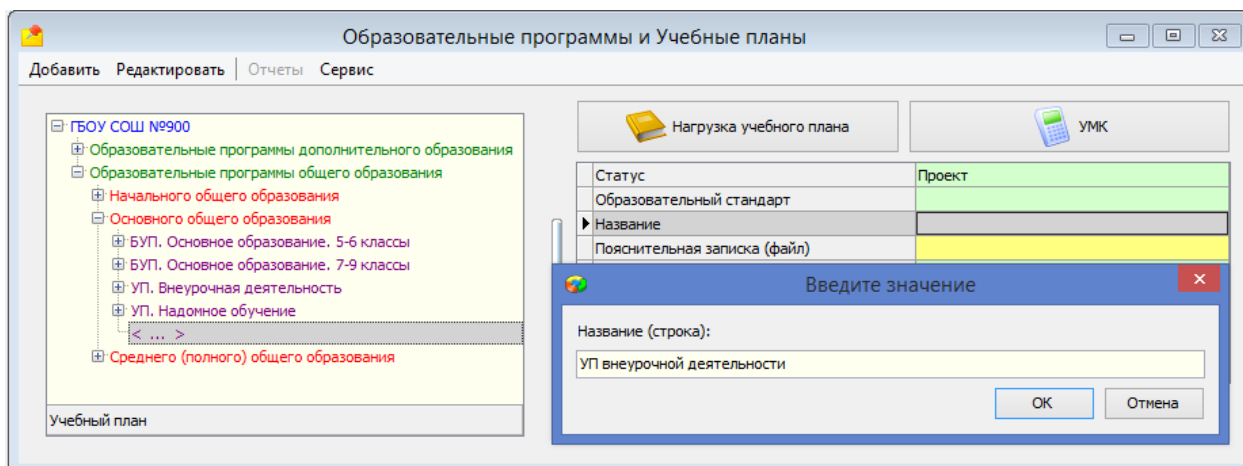 Образовательные программы и Учебные планы
Добавить Редактировать Отчеты Сервис
ГБОУ СОШ №900
Образовательные программы дополнительного образования
Образовательные программы общего образования
Начального общего образования
Основного общего образования
БУП. Основное образование. 5-6 классы
БУП. Основное образование. 7-9 классы
УП. Внеурочная деятельность
УП. Надомное обучение
< ... >
Среднего (полного) общего образования
Учебный план
Нагрузка учебного плана
УМК
Статус Проект
Образовательный стандарт
Название
Пояснительная записка (файл)
Введите значение
Название (строка):
УП внеурочной деятельности
ОК Отмена